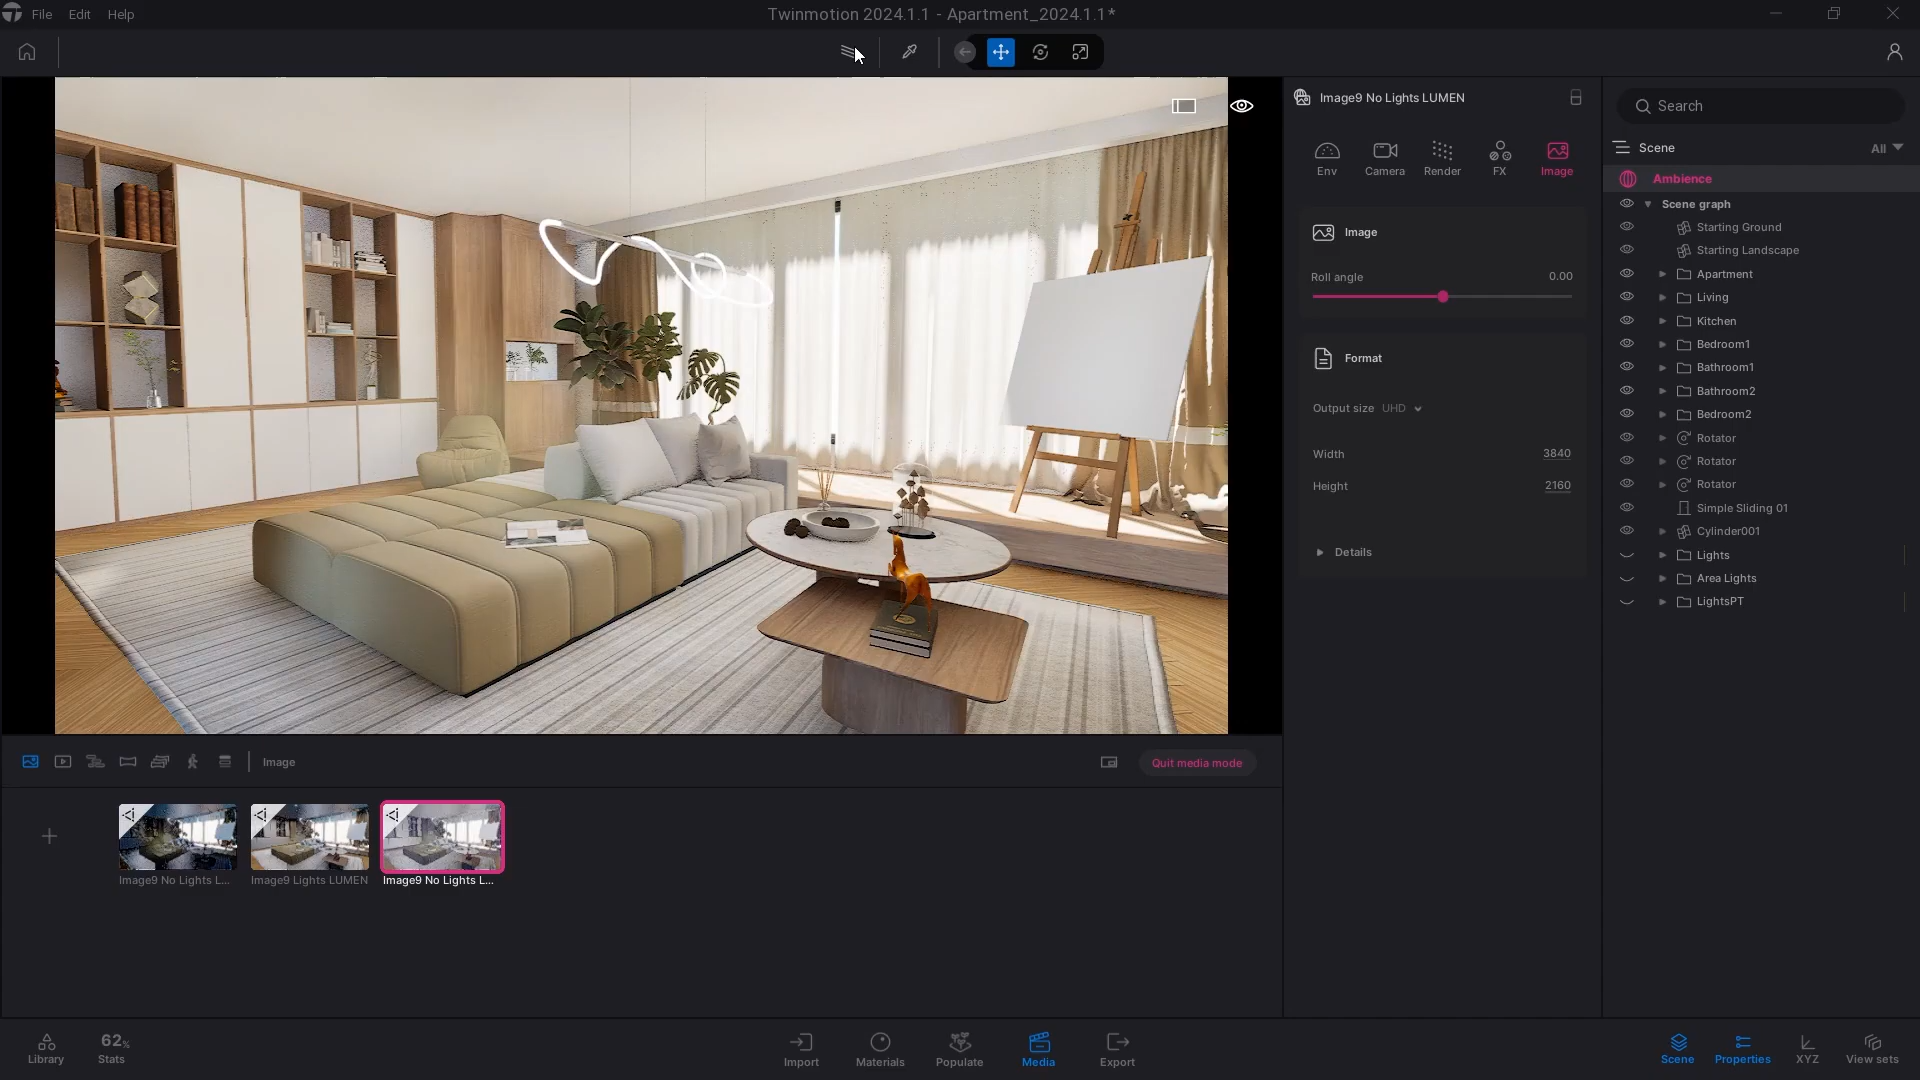 File Edit Help
Twinmotion 2024.1.1 - Apartment_2024.1.1*
Image9 No Lights LUMEN
Env
Camera
Render
FX
Image
Image
Roll angle 0.00
Format
Output size UHD
Width 3840
Height 2160
Details
Search
Scene All
Ambience
Scene graph
Starting Ground
Starting Landscape
Apartment
Living
Kitchen
Bedroom1
Bathroom1
Bathroom2
Bedroom2
Rotator
Rotator
Rotator
Simple Sliding 01
Cylinder001
Lights
Area Lights
LightsPT
Image
Quit media mode
Image9 No Lights L...
Image9 Lights LUMEN
Image9 No Lights L...
Library
62%
Stats
Import
Materials
Populate
Media
Export
Scene
Properties
XYZ
View sets